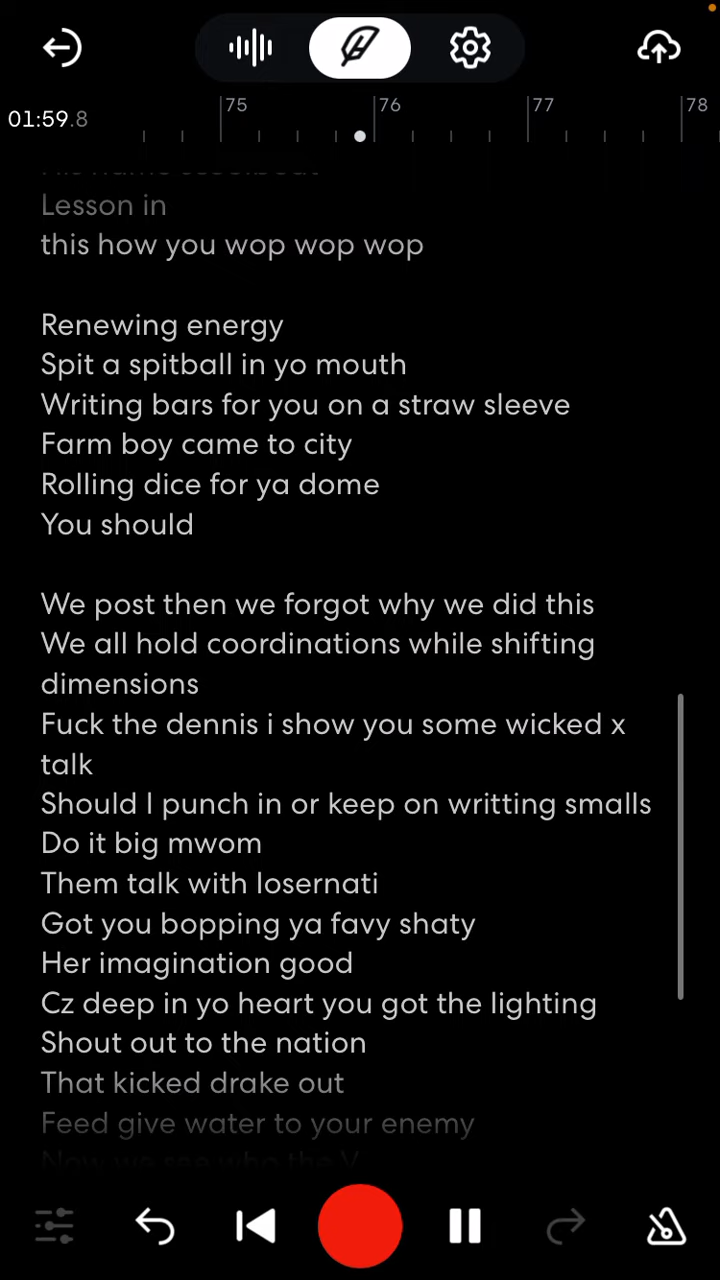 01:59.8
75 76 77 78
Lesson in
this how you wop wop wop
Renewing energy
Spit a spitball in yo mouth
Writing bars for you on a straw sleeve
Farm boy came to city
Rolling dice for ya dome
You should
We post then we forgot why we did this
We all hold coordinations while shifting
dimensions
Fuck the dennis i show you some wicked x
talk
Should I punch in or keep on writting smalls
Do it big mwom
Them talk with losernati
Got you bopping ya favy shaty
Her imagination good
Cz deep in yo heart you got the lighting
Shout out to the nation
That kicked drake out
Feed give water to your enemy
Now we see who the V